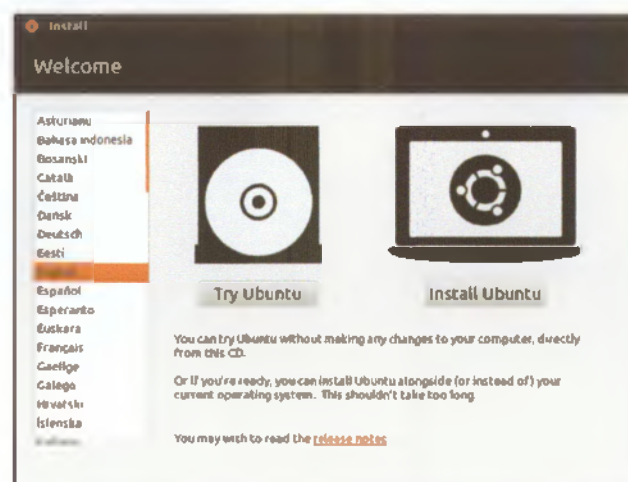 Install
Welcome
Asturianu
Bahasa Indonesia
Bosanski
Català
Čeština
Dansk
Deutsch
Eesti
Español
Esperanto
Euskara
Français
Gaeilge
Galego
Hrvatski
Íslenska
Try Ubuntu
Install Ubuntu
You can try Ubuntu without making any changes to your computer, directly
from this CD.
Or if you're ready, you can install Ubuntu alongside (or instead of) your
current operating system. This shouldn't take too long.
You may wish to read the release notes